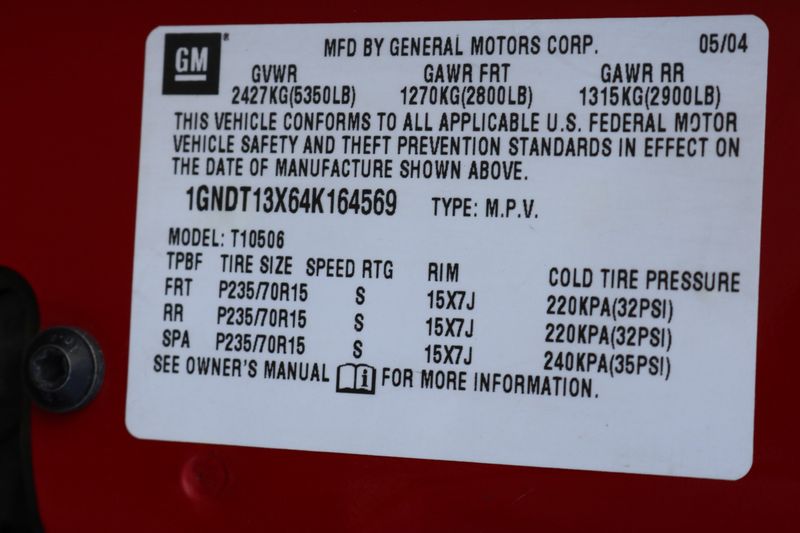 GM® MFD BY GENERAL MOTORS CORP. 05/04
GVWR GAWR FRT GAWR RR
2427KG(5350LB) 1270KG(2800LB) 1315KG(2900LB)
THIS VEHICLE CONFORMS TO ALL APPLICABLE U.S. FEDERAL MOTOR
VEHICLE SAFETY AND THEFT PREVENTION STANDARDS IN EFFECT ON
THE DATE OF MANUFACTURE SHOWN ABOVE.
1GNDT13X64K164569 TYPE: M.P.V.
MODEL: T10506
TPBF TIRE SIZE SPEED RTG RIM COLD TIRE PRESSURE
FRT P235/70R15 S 15X7J 220KPA(32PSI)
RR P235/70R15 S 15X7J 220KPA(32PSI)
SPA P235/70R15 S 15X7J 240KPA(35PSI)
SEE OWNER'S MANUAL i FOR MORE INFORMATION.